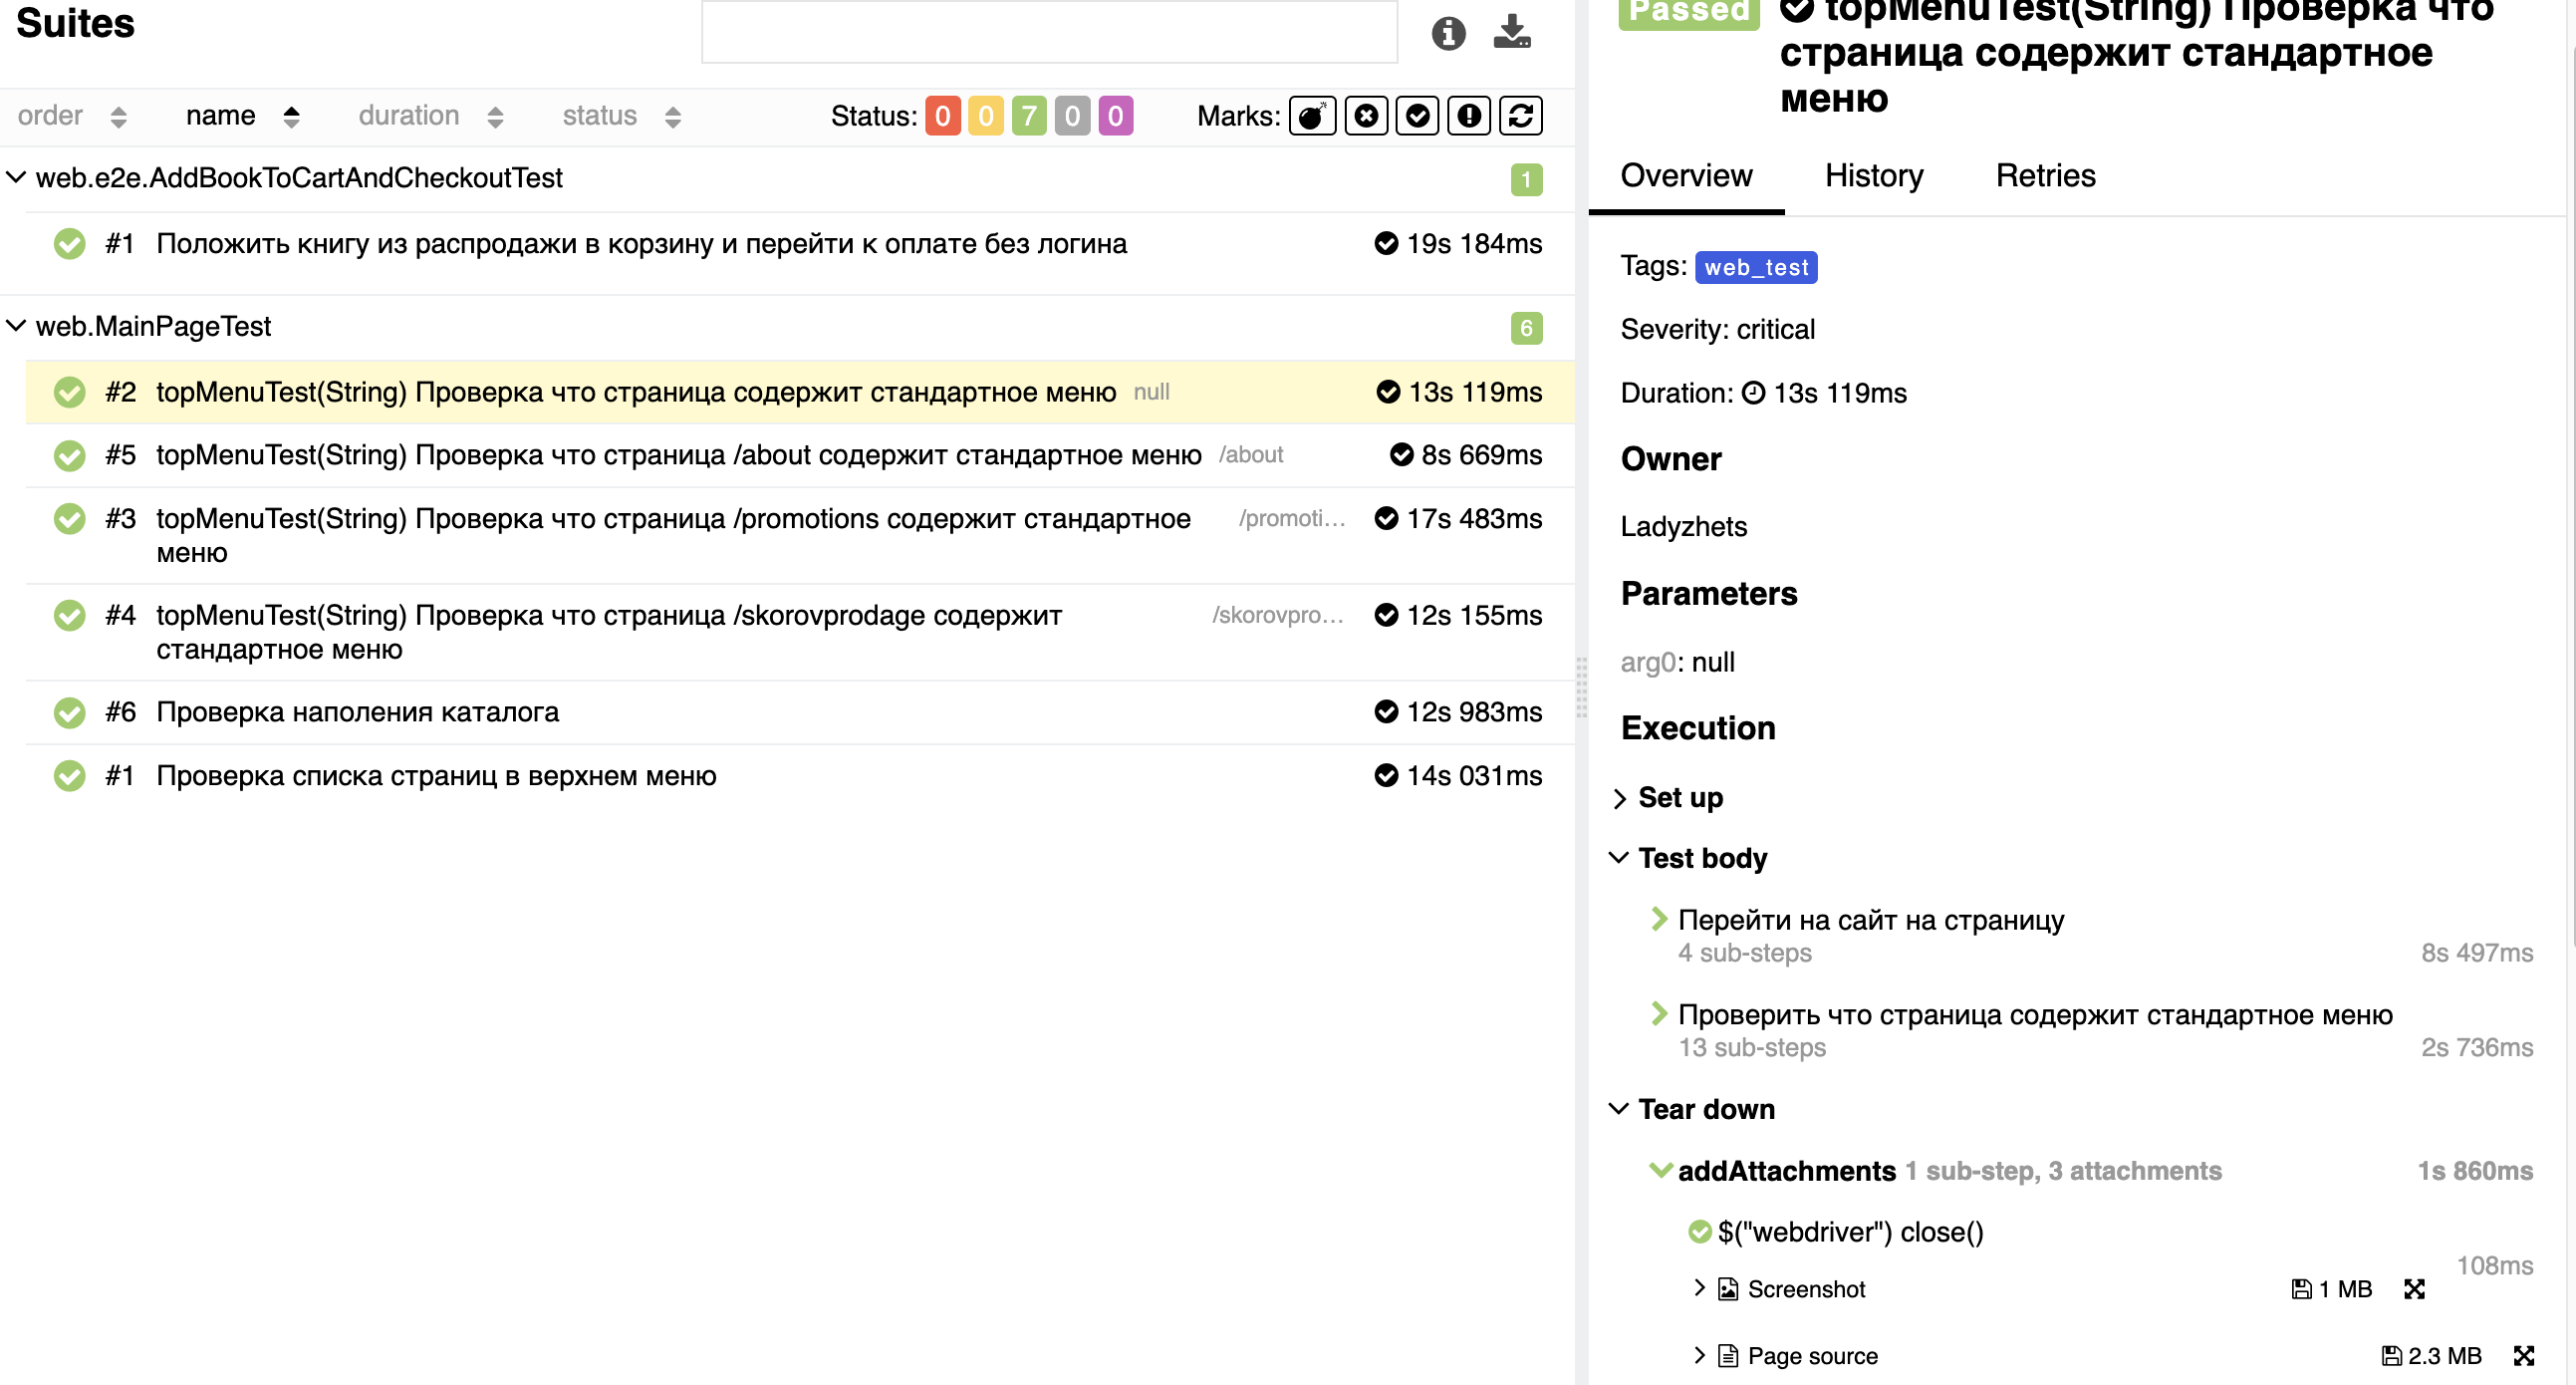 Suites
order name duration status Status: 0 0 7 0 0 Marks:
web.e2e.AddBookToCartAndCheckoutTest 1
#1 Положить книгу из распродажи в корзину и перейти к оплате без логина 19s 184ms
web.MainPageTest 6
#2 topMenuTest(String) Проверка что страница содержит стандартное меню null 13s 119ms
#5 topMenuTest(String) Проверка что страница /about содержит стандартное меню /about 8s 669ms
#3 topMenuTest(String) Проверка что страница /promotions содержит стандартное /promoti... 17s 483ms
меню
#4 topMenuTest(String) Проверка что страница /skorovprodage содержит /skorovpro... 12s 155ms
стандартное меню
#6 Проверка наполения каталога 12s 983ms
#1 Проверка списка страниц в верхнем меню 14s 031ms
Passed topMenuTest(String) Проверка что
страница содержит стандартное
меню
Overview History Retries
Tags: web_test
Severity: critical
Duration: 13s 119ms
Owner
Ladyzhets
Parameters
arg0: null
Execution
Set up
Test body
Перейти на сайт на страницу
4 sub-steps 8s 497ms
Проверить что страница содержит стандартное меню
13 sub-steps 2s 736ms
Tear down
addAttachments 1 sub-step, 3 attachments 1s 860ms
$("webdriver") close()
108ms
Screenshot 1 MB
Page source 2.3 MB